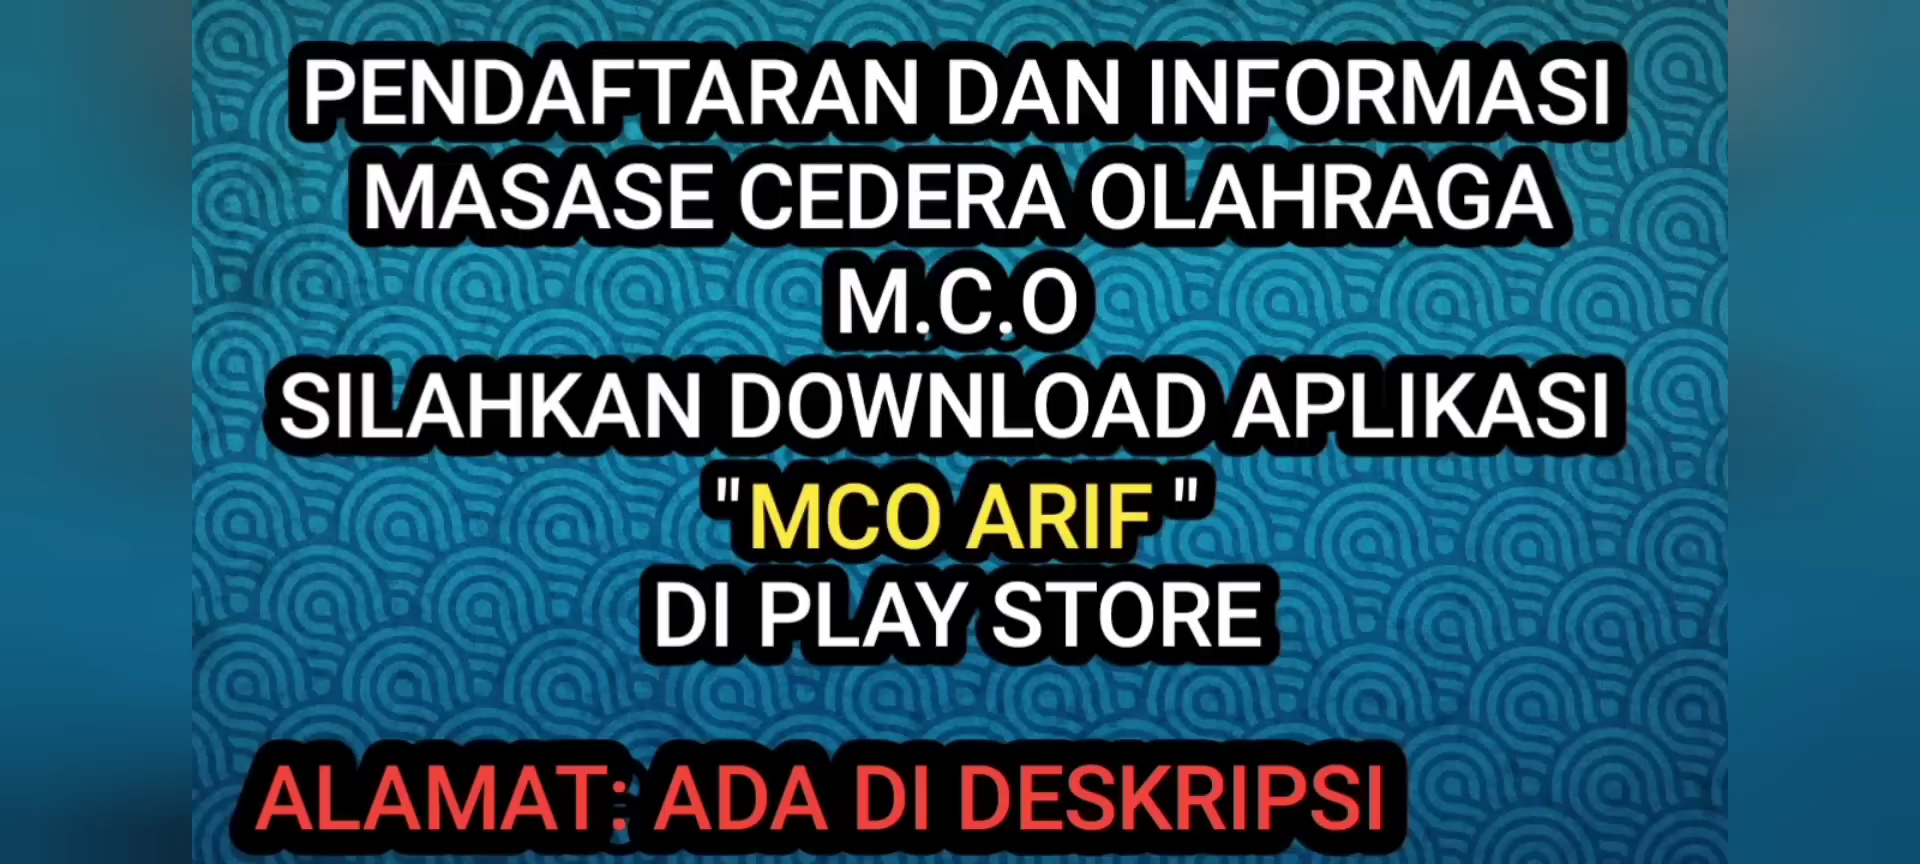 PENDAFTARAN DAN INFORMASI
MASASE CEDERA OLAHRAGA
M.C.O
SILAHKAN DOWNLOAD APLIKASI
"MCO ARIF "
DI PLAY STORE
ALAMAT: ADA DI DESKRIPSI